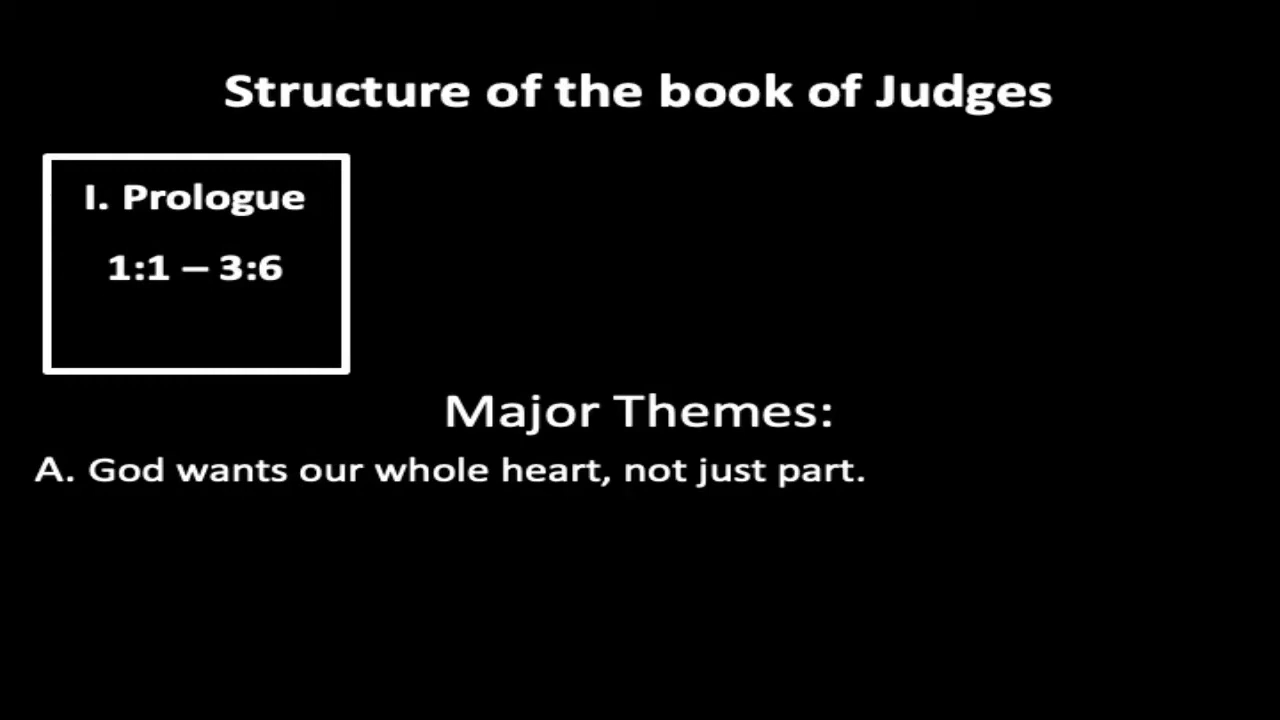 Structure of the book of Judges
I. Prologue
1:1 – 3:6
Major Themes:
A. God wants our whole heart, not just part.